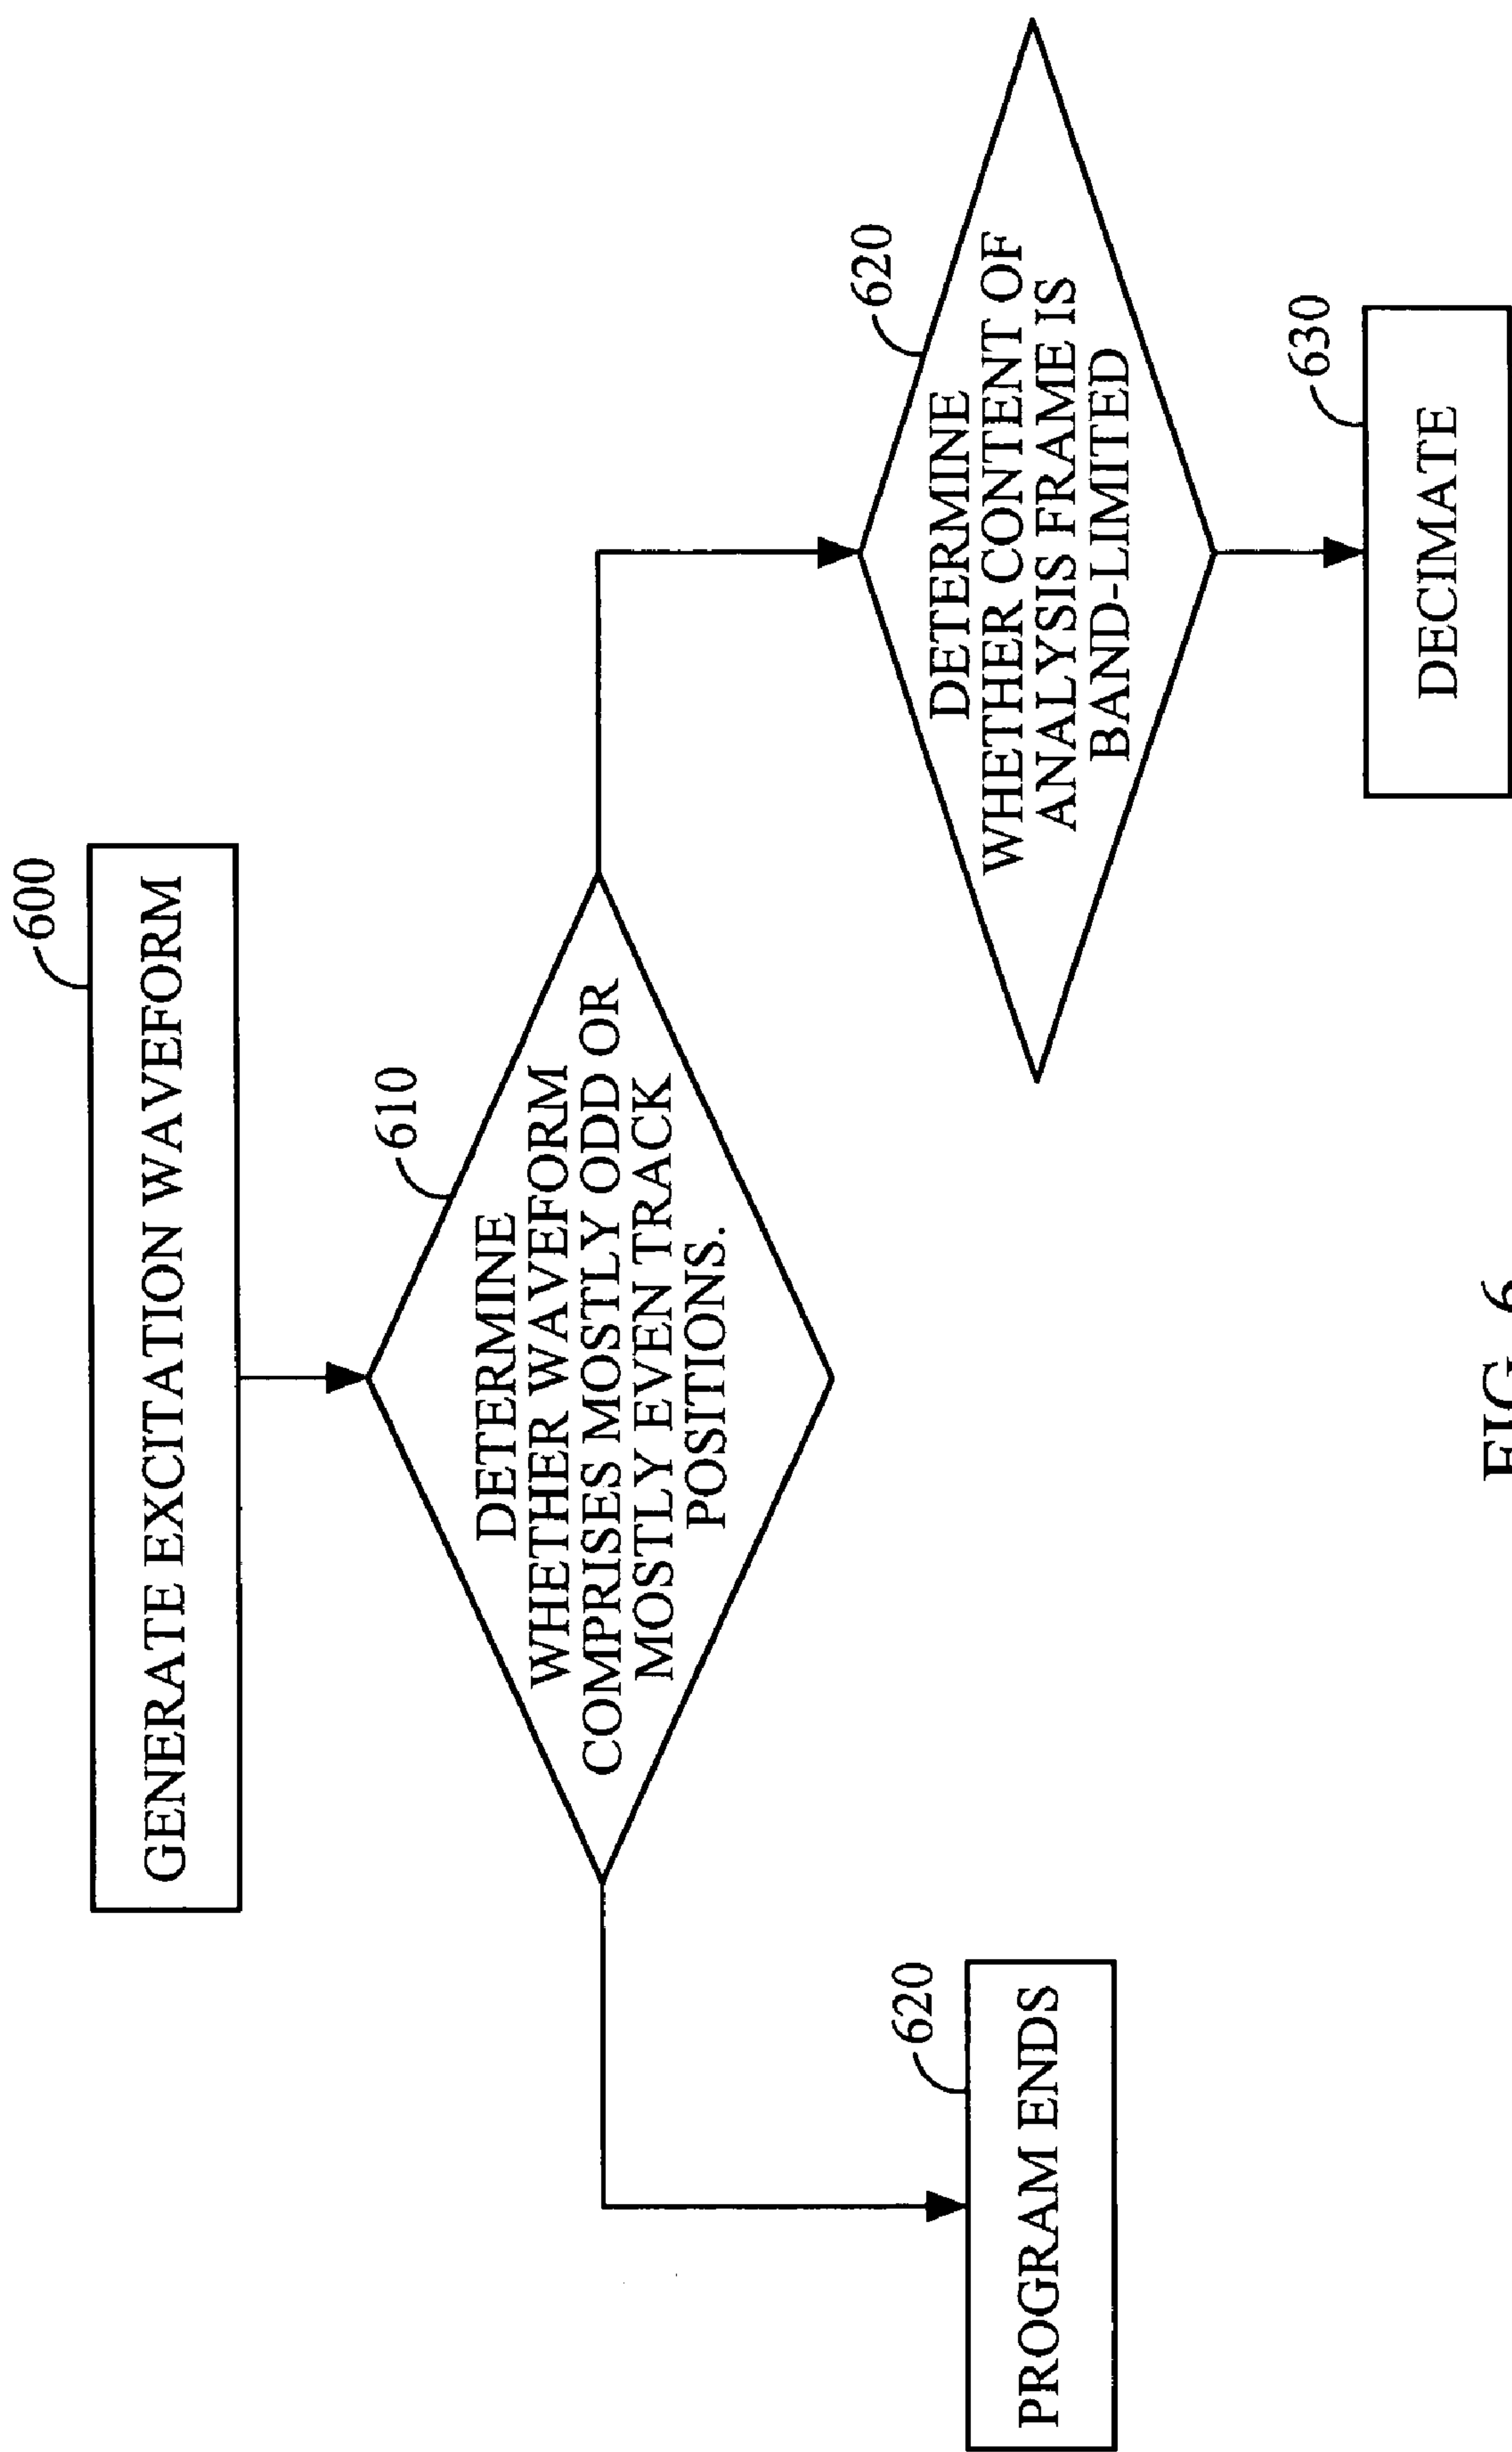 600
GENERATE EXCITATION WAVEFORM
610
DETERMINE
WHETHER WAVEFORM
COMPRISES MOSTLY ODD OR
MOSTLY EVEN TRACK
POSITIONS.
620
PROGRAM ENDS
620
DETERMINE
WHETHER CONTENT OF
ANALYSIS FRAME IS
BAND-LIMITED
630
DECIMATE
FIG. 6